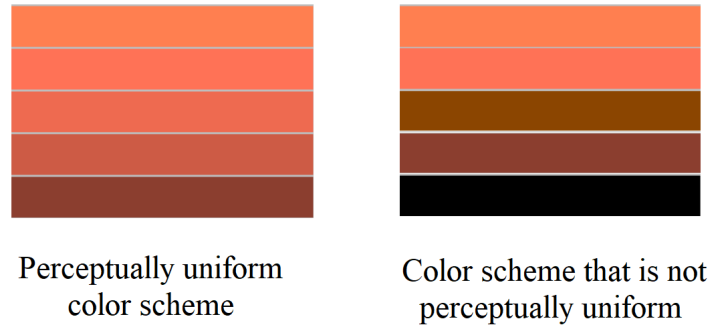 Perceptually uniform
color scheme
Color scheme that is not
perceptually uniform